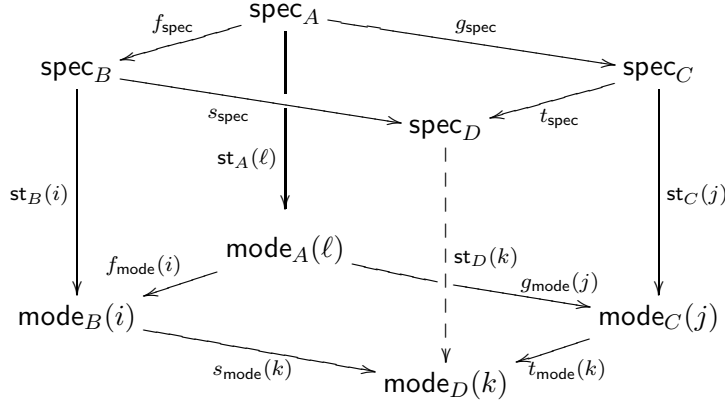 spec_A
f_spec
g_spec
spec_B
spec_C
s_spec
t_spec
spec_D
st_A(ℓ)
st_B(i)
st_C(j)
mode_A(ℓ)
st_D(k)
f_mode(i)
g_mode(j)
mode_B(i)
mode_C(j)
s_mode(k)
t_mode(k)
mode_D(k)